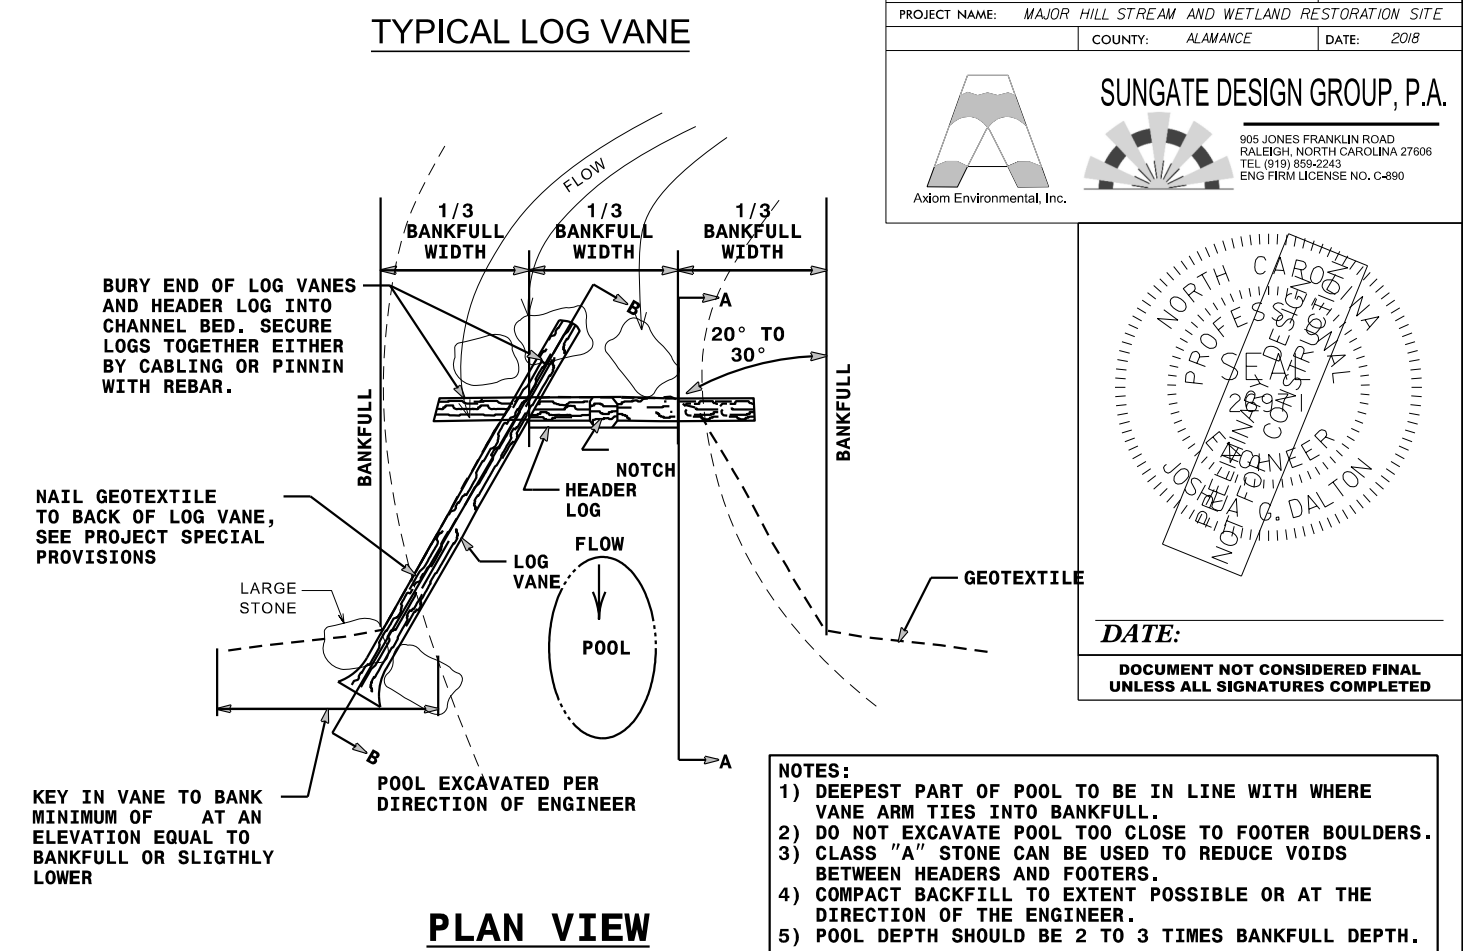 TYPICAL LOG VANE
PROJECT NAME: MAJOR HILL STREAM AND WETLAND RESTORATION SITE
COUNTY: ALAMANCE DATE: 2018
Axiom Environmental, Inc.
SUNGATE DESIGN GROUP, P.A.
905 JONES FRANKLIN ROAD
RALEIGH, NORTH CAROLINA 27606
TEL (919) 859-2243
ENG FIRM LICENSE NO. C-890
NORTH CAROLINA
PROFESSIONAL
SEAL
ENGINEER
JOSHUA G. DALTON
PRELIMINARY DESIGN
NOT FOR CONSTRUCTION
DATE:
DOCUMENT NOT CONSIDERED FINAL
UNLESS ALL SIGNATURES COMPLETED
FLOW
1/3
BANKFULL
WIDTH
1/3
BANKFULL
WIDTH
1/3
BANKFULL
WIDTH
BURY END OF LOG VANES
AND HEADER LOG INTO
CHANNEL BED. SECURE
LOGS TOGETHER EITHER
BY CABLING OR PINNIN
WITH REBAR.
B
A
20° TO
30°
BANKFULL
BANKFULL
NOTCH
HEADER
LOG
NAIL GEOTEXTILE
TO BACK OF LOG VANE,
SEE PROJECT SPECIAL
PROVISIONS
FLOW
LOG
VANE
GEOTEXTILE
LARGE
STONE
POOL
B
A
POOL EXCAVATED PER
DIRECTION OF ENGINEER
KEY IN VANE TO BANK
MINIMUM OF AT AN
ELEVATION EQUAL TO
BANKFULL OR SLIGTHLY
LOWER
PLAN VIEW
NOTES:
1) DEEPEST PART OF POOL TO BE IN LINE WITH WHERE
VANE ARM TIES INTO BANKFULL.
2) DO NOT EXCAVATE POOL TOO CLOSE TO FOOTER BOULDERS.
3) CLASS "A" STONE CAN BE USED TO REDUCE VOIDS
BETWEEN HEADERS AND FOOTERS.
4) COMPACT BACKFILL TO EXTENT POSSIBLE OR AT THE
DIRECTION OF THE ENGINEER.
5) POOL DEPTH SHOULD BE 2 TO 3 TIMES BANKFULL DEPTH.